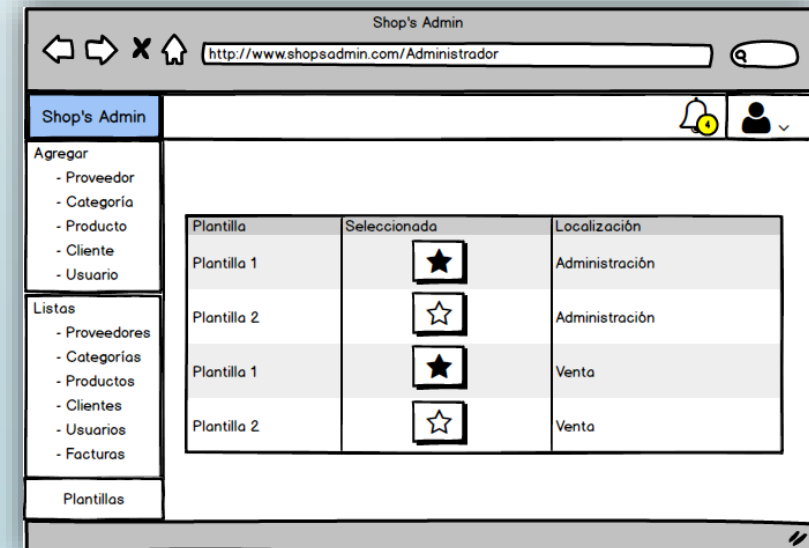 Shop's Admin
http://www.shopsadmin.com/Administrador
Shop's Admin
4
Agregar
- Proveedor
- Categoría
- Producto
- Cliente
- Usuario
Listas
- Proveedores
- Categorías
- Productos
- Clientes
- Usuarios
- Facturas
Plantillas
Plantilla Seleccionada Localización
Plantilla 1 Administración
Plantilla 2 Administración
Plantilla 1 Venta
Plantilla 2 Venta